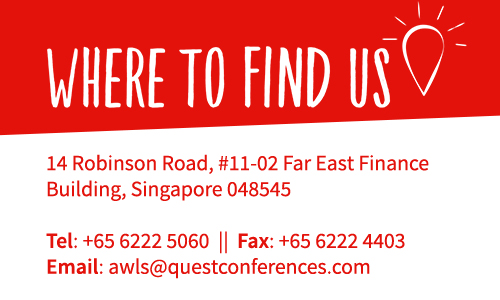 WHERE TO FIND US
14 Robinson Road, #11-02 Far East Finance
Building, Singapore 048545
Tel: +65 6222 5060 || Fax: +65 6222 4403
Email: awls@questconferences.com